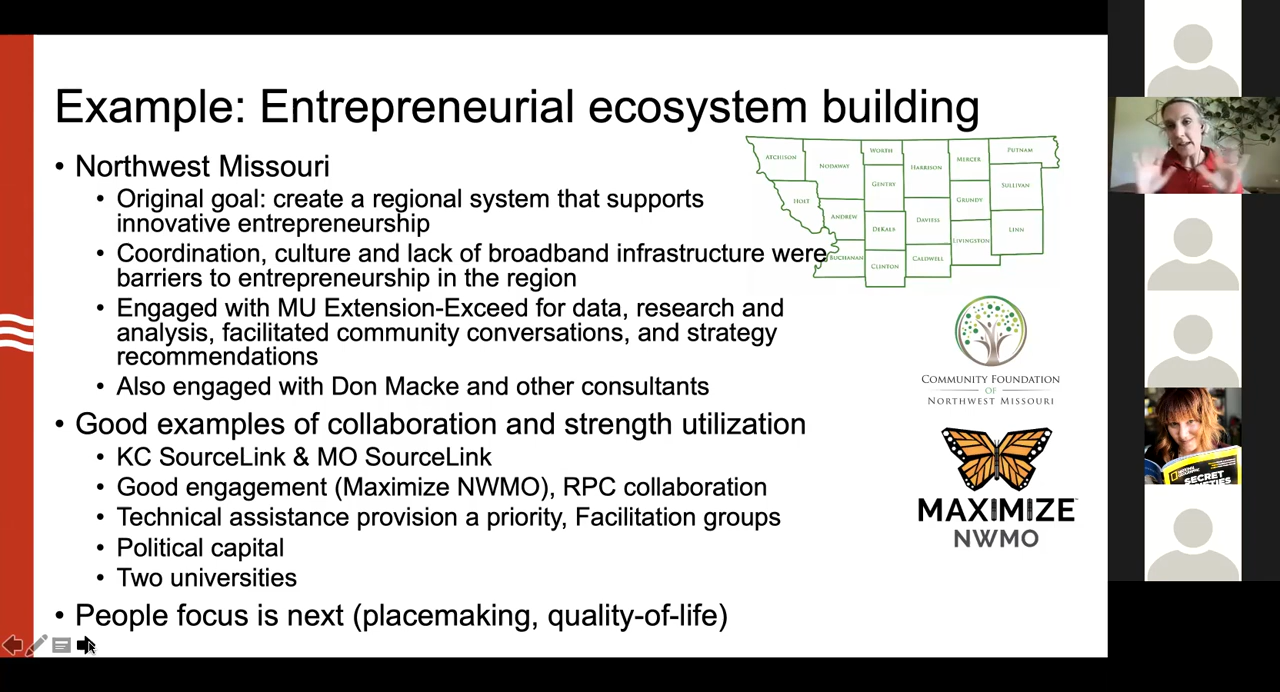 Example: Entrepreneurial ecosystem building
• Northwest Missouri
• Original goal: create a regional system that supports
innovative entrepreneurship
• Coordination, culture and lack of broadband infrastructure were
barriers to entrepreneurship in the region
• Engaged with MU Extension-Exceed for data, research and
analysis, facilitated community conversations, and strategy
recommendations
• Also engaged with Don Macke and other consultants
• Good examples of collaboration and strength utilization
• KC SourceLink & MO SourceLink
• Good engagement (Maximize NWMO), RPC collaboration
• Technical assistance provision a priority, Facilitation groups
• Political capital
• Two universities
• People focus is next (placemaking, quality-of-life)
ATCHISON
NODAWAY
WORTH
HARRISON
MERCER
PUTNAM
GENTRY
SULLIVAN
HOLT
GRUNDY
ANDREW
DAVIESS
DEKALB
LINN
LIVINGSTON
BUCHANAN
CALDWELL
CLINTON
COMMUNITY FOUNDATION
OF
NORTHWEST MISSOURI
MAXIMIZE
NWMO
SECRET